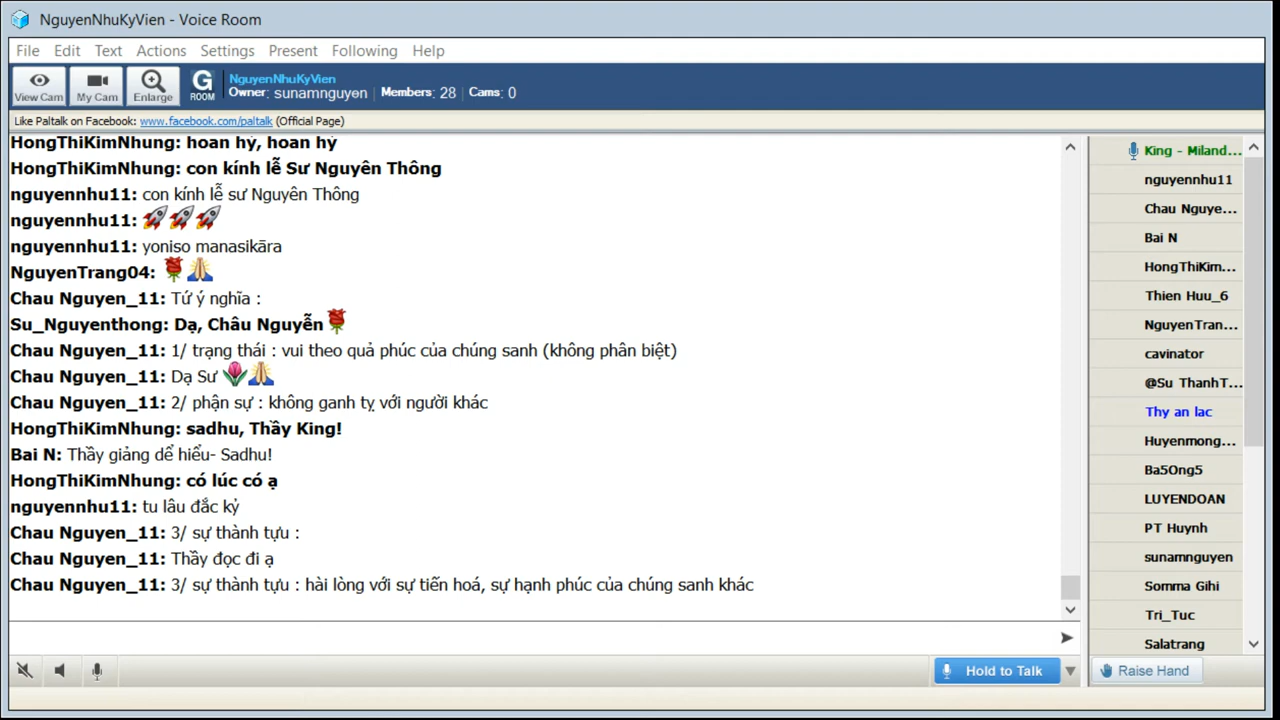 NguyenNhuKyVien - Voice Room
File Edit Text Actions Settings Present Following Help
View Cam My Cam Enlarge G ROOM
NguyenNhuKyVien
Owner: sunamnguyen | Members: 28 | Cams: 0
Like Paltalk on Facebook: www.facebook.com/paltalk (Official Page)
HongThiKimNhung: hoan hỷ, hoan hỷ
HongThiKimNhung: con kính lễ Sư Nguyên Thông
nguyennhu11: con kính lễ sư Nguyên Thông
nguyennhu11:
nguyennhu11: yoniso manasikāra
NguyenTrang04:
Chau Nguyen_11: Tứ ý nghĩa :
Su_Nguyenthong: Dạ, Châu Nguyễn
Chau Nguyen_11: 1/ trạng thái : vui theo quả phúc của chúng sanh (không phân biệt)
Chau Nguyen_11: Dạ Sư
Chau Nguyen_11: 2/ phận sự : không ganh tỵ với người khác
HongThiKimNhung: sadhu, Thầy King!
Bai N: Thầy giảng dể hiểu- Sadhu!
HongThiKimNhung: có lúc có ạ
nguyennhu11: tu lâu đắc kỷ
Chau Nguyen_11: 3/ sự thành tựu :
Chau Nguyen_11: Thầy đọc đi ạ
Chau Nguyen_11: 3/ sự thành tựu : hài lòng với sự tiến hoá, sự hạnh phúc của chúng sanh khác
King - Miland...
nguyennhu11
Chau Nguye...
Bai N
HongThiKim...
Thien Huu_6
NguyenTran...
cavinator
@Su ThanhT...
Thy an lac
Huyenmong...
Ba5Ong5
LUYENDOAN
PT Huynh
sunamnguyen
Somma Gihi
Tri_Tuc
Salatrang
Hold to Talk
Raise Hand